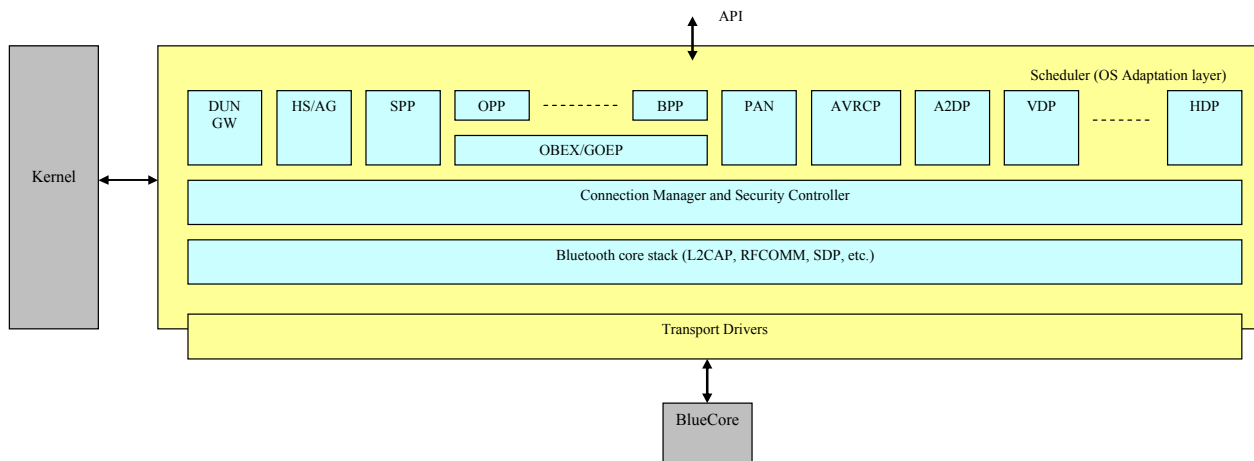 API
Scheduler (OS Adaptation layer)
DUN
GW
HS/AG
SPP
OPP
BPP
PAN
AVRCP
A2DP
VDP
HDP
OBEX/GOEP
Kernel
Connection Manager and Security Controller
Bluetooth core stack (L2CAP, RFCOMM, SDP, etc.)
Transport Drivers
BlueCore